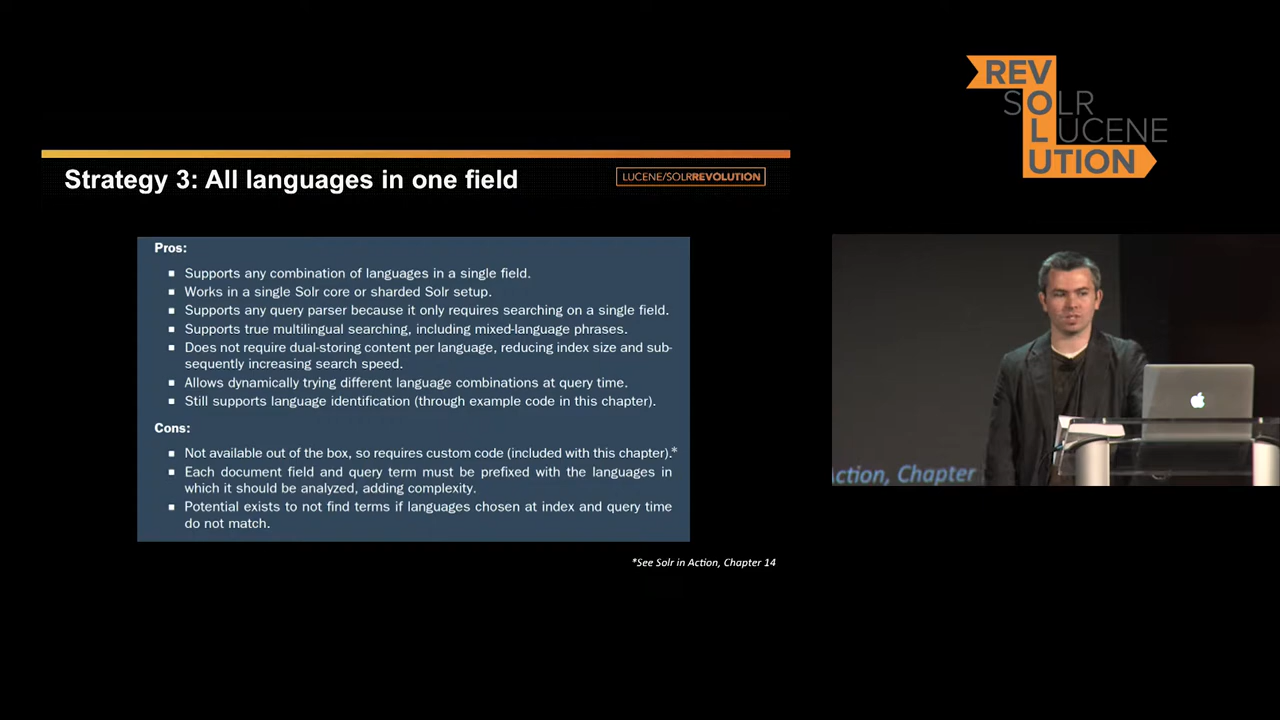 REV
SOLR
LUCENE
UTION
Strategy 3: All languages in one field
LUCENE/SOLRREVOLUTION
Pros:
■ Supports any combination of languages in a single field.
■ Works in a single Solr core or sharded Solr setup.
■ Supports any query parser because it only requires searching on a single field.
■ Supports true multilingual searching, including mixed-language phrases.
■ Does not require dual-storing content per language, reducing index size and sub-
sequently increasing search speed.
■ Allows dynamically trying different language combinations at query time.
■ Still supports language identification (through example code in this chapter).
Cons:
■ Not available out of the box, so requires custom code (included with this chapter).*
■ Each document field and query term must be prefixed with the languages in
which it should be analyzed, adding complexity.
■ Potential exists to not find terms if languages chosen at index and query time
do not match.
*See Solr in Action, Chapter 14
ction, Chapter